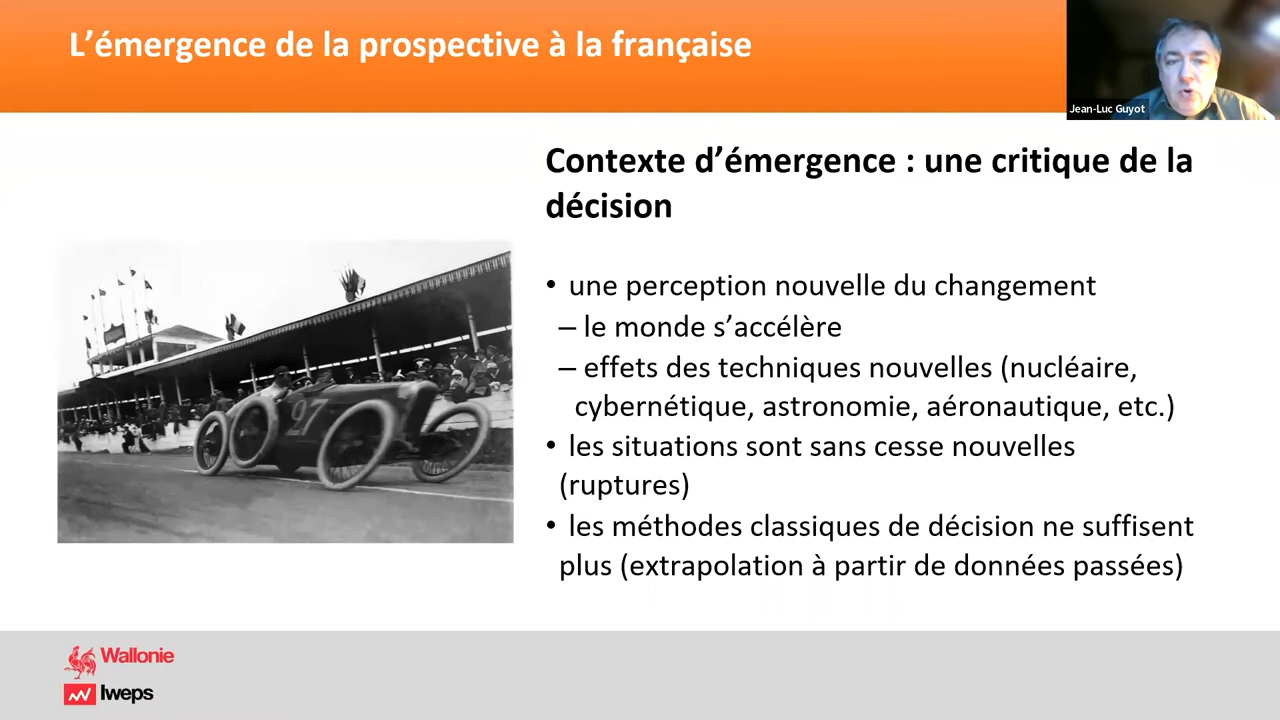 L’émergence de la prospective à la française
Jean-Luc Guyot
Contexte d’émergence : une critique de la
décision
• une perception nouvelle du changement
– le monde s’accélère
– effets des techniques nouvelles (nucléaire,
cybernétique, astronomie, aéronautique, etc.)
• les situations sont sans cesse nouvelles
(ruptures)
• les méthodes classiques de décision ne suffisent
plus (extrapolation à partir de données passées)
97
Wallonie
Iweps